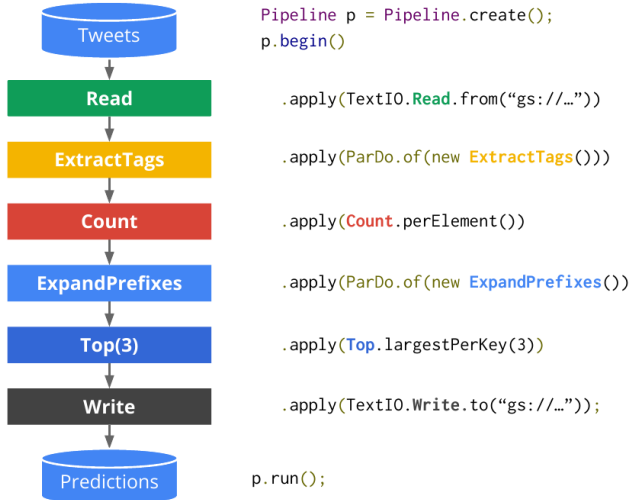 Tweets
Pipeline p = Pipeline.create();
p.begin()
Read
.apply(TextIO.Read.from(“gs://…”))
ExtractTags
.apply(ParDo.of(new ExtractTags()))
Count
.apply(Count.perElement())
ExpandPrefixes
.apply(ParDo.of(new ExpandPrefixes())
Top(3)
.apply(Top.largestPerKey(3))
Write
.apply(TextIO.Write.to(“gs://…”));
Predictions
p.run();